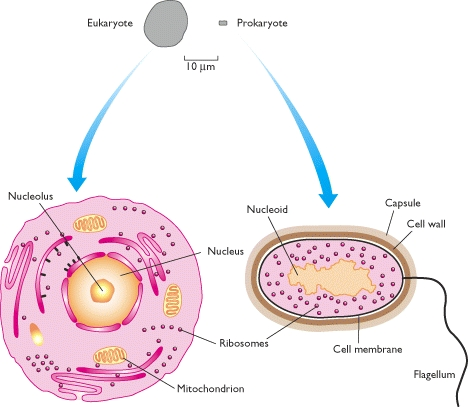 Eukaryote
Prokaryote
10 μm
Nucleolus
Nucleus
Ribosomes
Mitochondrion
Nucleoid
Capsule
Cell wall
Cell membrane
Flagellum